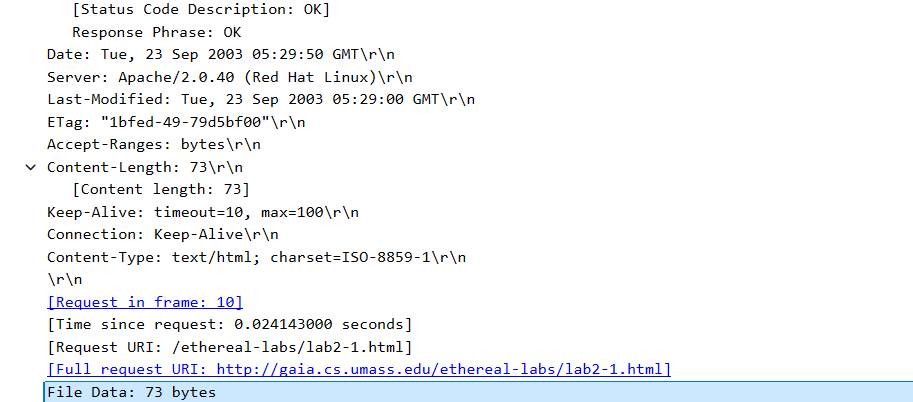 [Status Code Description: OK]
Response Phrase: OK
Date: Tue, 23 Sep 2003 05:29:50 GMT\r\n
Server: Apache/2.0.40 (Red Hat Linux)\r\n
Last-Modified: Tue, 23 Sep 2003 05:29:00 GMT\r\n
ETag: "1bfed-49-79d5bf00"\r\n
Accept-Ranges: bytes\r\n
Content-Length: 73\r\n
[Content length: 73]
Keep-Alive: timeout=10, max=100\r\n
Connection: Keep-Alive\r\n
Content-Type: text/html; charset=ISO-8859-1\r\n
\r\n
[Request in frame: 10]
[Time since request: 0.024143000 seconds]
[Request URI: /ethereal-labs/lab2-1.html]
[Full request URI: http://gaia.cs.umass.edu/ethereal-labs/lab2-1.html]
File Data: 73 bytes